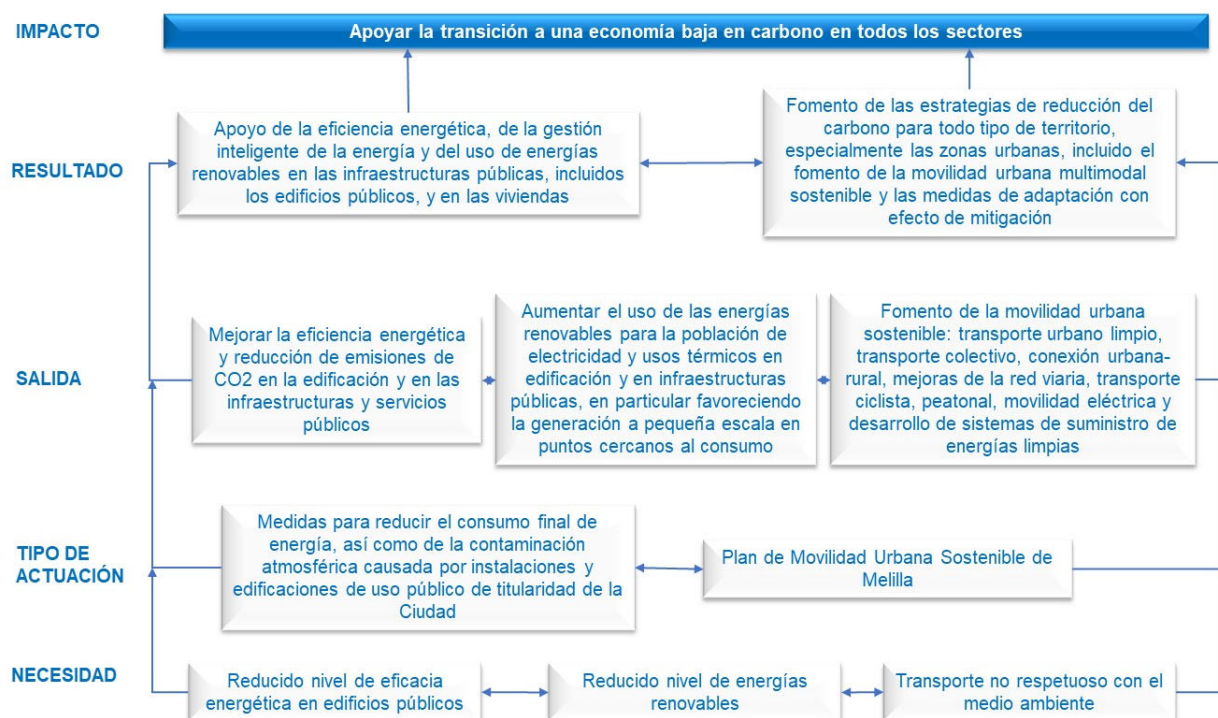 IMPACTO
Apoyar la transición a una economía baja en carbono en todos los sectores
RESULTADO
Apoyo de la eficiencia energética, de la gestión
inteligente de la energía y del uso de energías
renovables en las infraestructuras públicas, incluidos
los edificios públicos, y en las viviendas
Fomento de las estrategias de reducción del
carbono para todo tipo de territorio,
especialmente las zonas urbanas, incluido el
fomento de la movilidad urbana multimodal
sostenible y las medidas de adaptación con
efecto de mitigación
SALIDA
Mejorar la eficiencia energética
y reducción de emisiones de
CO2 en la edificación y en las
infraestructuras y servicios
públicos
Aumentar el uso de las energías
renovables para la población de
electricidad y usos térmicos en
edificación y en infraestructuras
públicas, en particular favoreciendo
la generación a pequeña escala en
puntos cercanos al consumo
Fomento de la movilidad urbana
sostenible: transporte urbano limpio,
transporte colectivo, conexión urbana-
rural, mejoras de la red viaria, transporte
ciclista, peatonal, movilidad eléctrica y
desarrollo de sistemas de suministro de
energías limpias
TIPO DE
ACTUACIÓN
Medidas para reducir el consumo final de
energía, así como de la contaminación
atmosférica causada por instalaciones y
edificaciones de uso público de titularidad de la
Ciudad
Plan de Movilidad Urbana Sostenible de
Melilla
NECESIDAD
Reducido nivel de eficacia
energética en edificios públicos
Reducido nivel de energías
renovables
Transporte no respetuoso con el
medio ambiente